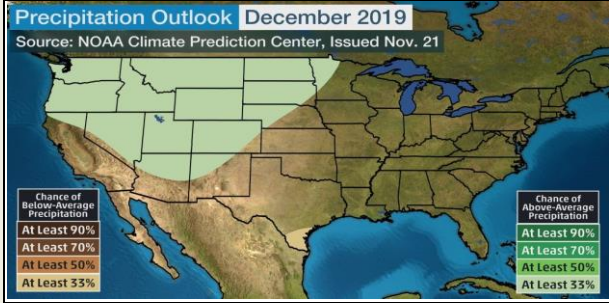 Precipitation Outlook December 2019
Source: NOAA Climate Prediction Center, Issued Nov. 21
Chance of
Below-Average
Precipitation
At Least 90%
At Least 70%
At Least 50%
At Least 33%
Chance of
Above-Average
Precipitation
At Least 90%
At Least 70%
At Least 50%
At Least 33%